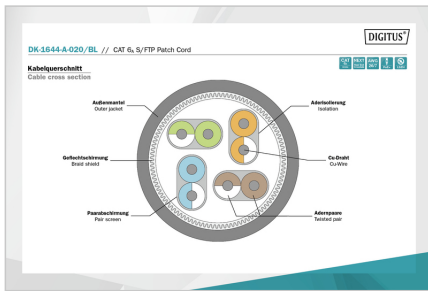 DIGITUS®
DK-1644-A-020/BL // CAT 6A S/FTP Patch Cord
Kabelquerschnitt
Cable cross section
Außenmantel
Outer jacket
Aderisolierung
Isolation
Geflechtschirmung
Braid shield
Cu-Draht
Cu-Wire
Paarabschirmung
Pair screen
Adernpaare
Twisted pair